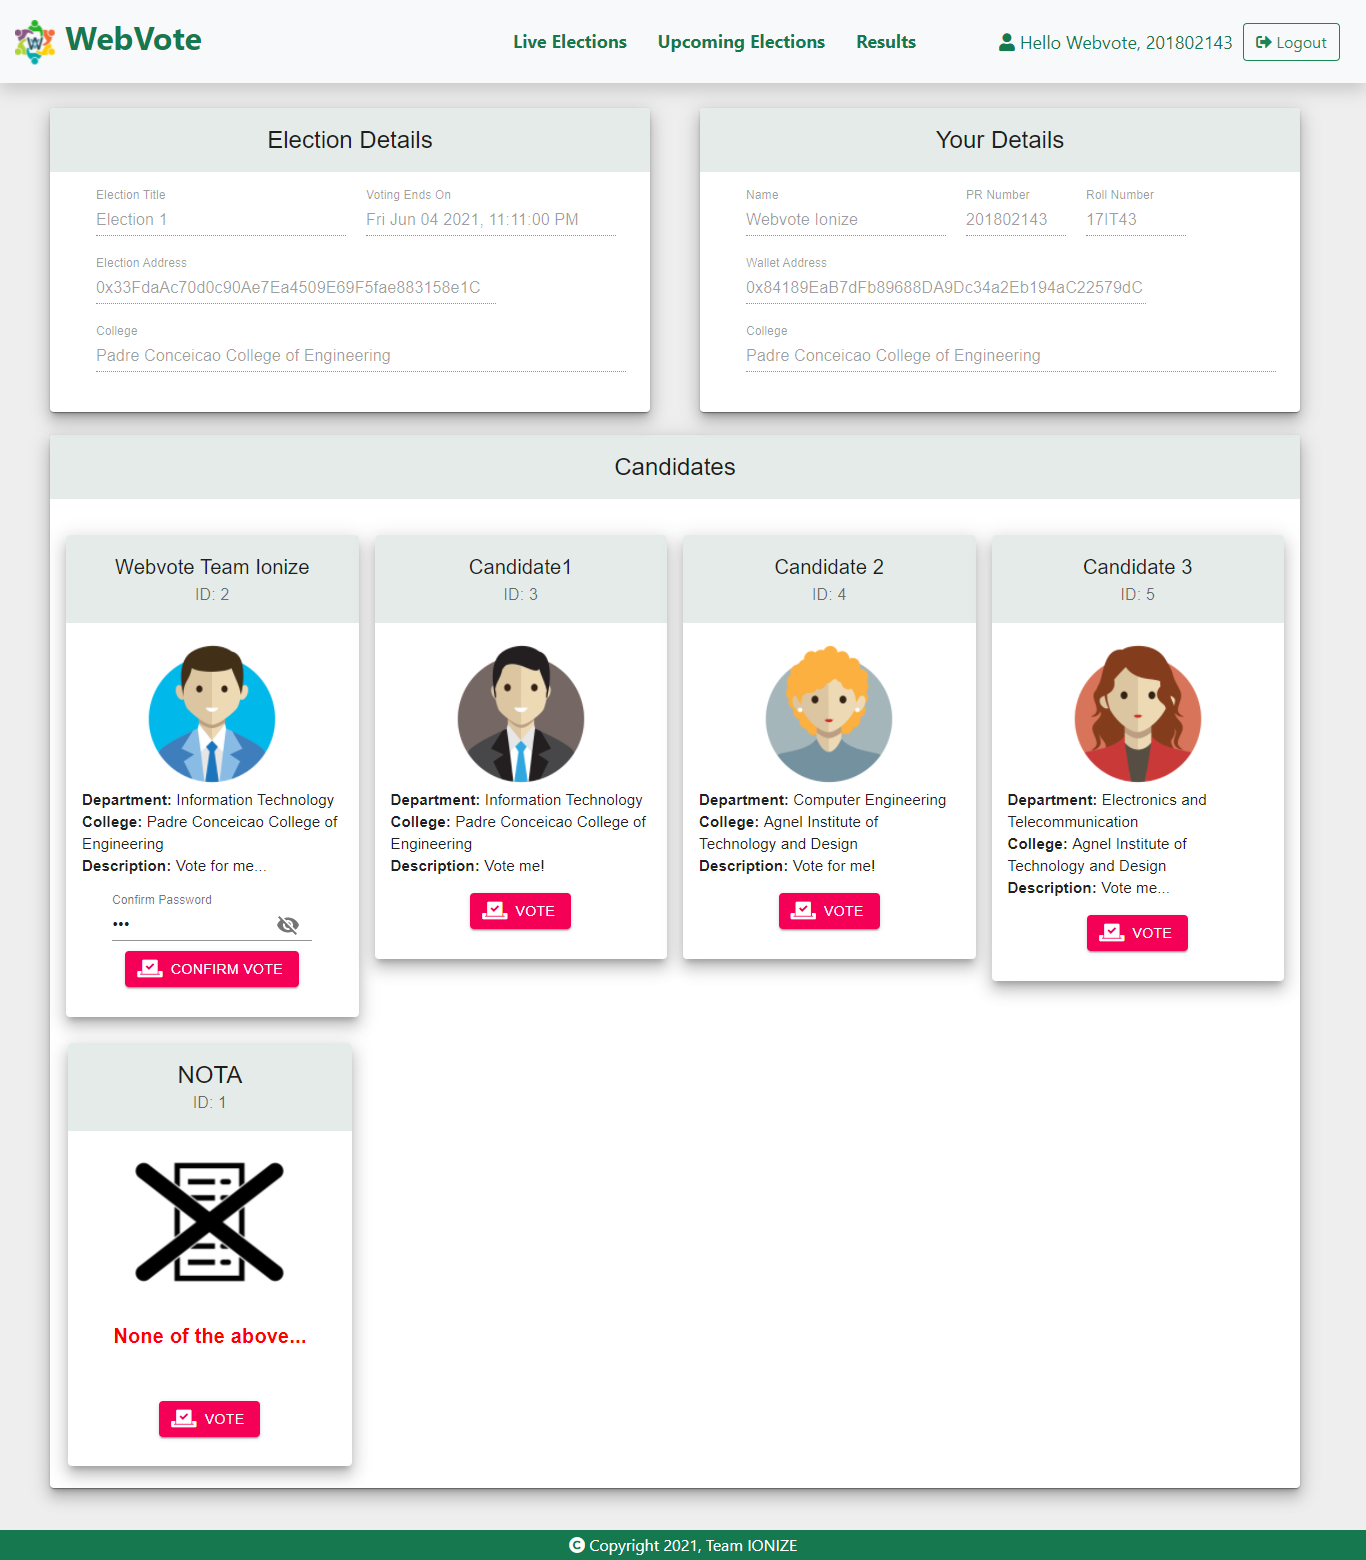 WebVote
Live Elections
Upcoming Elections
Results
Hello Webvote, 201802143
Logout
Election Details
Election Title
Voting Ends On
Election 1
Fri Jun 04 2021, 11:11:00 PM
Election Address
0x33FdaAc70d0c90Ae7Ea4509E69F5fae883158e1C
College
Padre Conceicao College of Engineering
Your Details
Name
PR Number
Roll Number
Webvote Ionize
201802143
17IT43
Wallet Address
0x84189EaB7dFb89688DA9Dc34a2Eb194aC22579dC
College
Padre Conceicao College of Engineering
Candidates
Webvote Team Ionize
ID: 2
Department: Information Technology
College: Padre Conceicao College of
Engineering
Description: Vote for me...
Confirm Password
•••
CONFIRM VOTE
Candidate1
ID: 3
Department: Information Technology
College: Padre Conceicao College of
Engineering
Description: Vote me!
VOTE
Candidate 2
ID: 4
Department: Computer Engineering
College: Agnel Institute of
Technology and Design
Description: Vote for me!
VOTE
Candidate 3
ID: 5
Department: Electronics and
Telecommunication
College: Agnel Institute of
Technology and Design
Description: Vote me...
VOTE
NOTA
ID: 1
None of the above...
VOTE
Copyright 2021, Team IONIZE